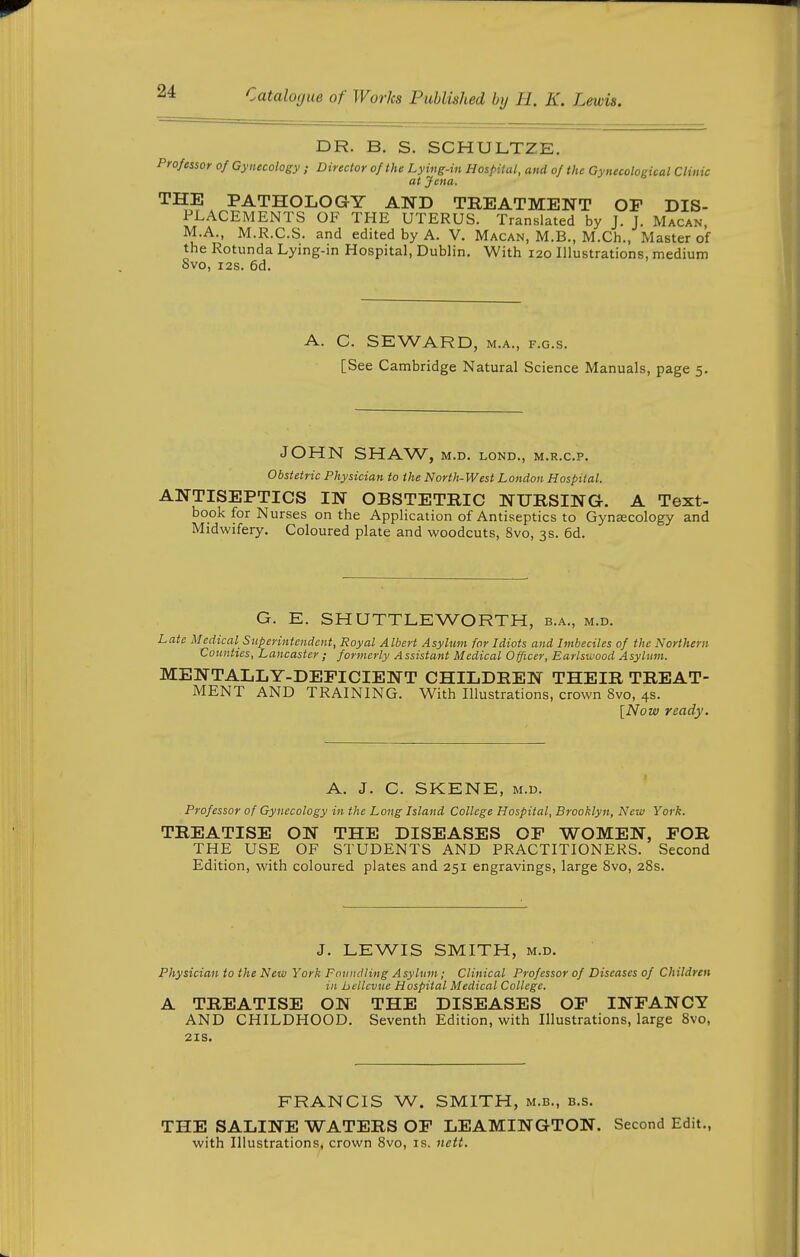 24 Catalogue of Works Published by H. K. Lewis.
DR. B. S. SCHULTZE.
Professor of Gynecology ; Director of the Lying-in Hospital, and of the Gynecological Clinic
at Jena.
THE PATHOLOGY AND TREATMENT OF DIS-
PLACEMENTS OF THE UTERUS. Translated by J. J. MACAN,
M.A., M.R.C.S. and edited by A. V. MACAN, M.B., M.Ch., Master of
the Rotunda Lying-in Hospital, Dublin. With 120 Illustrations, medium
8vo, 12s. 6d.
A. C. SEWARD, M.A., F.G.S.
[See Cambridge Natural Science Manuals, page 5.
JOHN SHAW, M.D. LOND., M.R.C.P.
Obstetric Physician to the North-West London Hospital.
ANTISEPTICS IN OBSTETRIC NURSING. A Text-
book for Nurses on the Application of Antiseptics to Gynæcology and
Midwifery. Coloured plate and woodcuts, 8vo, 3s. 6d.
G. E. SHUTTLEWORTH, B.A., M.D.
Late Medical Superintendent, Royal Albert Asylum for Idiots and Imbeciles of the Northern
Counties, Lancaster ; formerly Assistant Medical Officer, Earlswood Asylum.
MENTALLY-DEFICIENT CHILDREN THEIR TREAT-
MENT AND TRAINING. With Illustrations, crown 8vo, 4s.
[Now ready.
A. J. C. SKENE, M.D.
Professor of Gynecology in the Long Island College Hospital, Brooklyn, New York.
TREATISE ON THE DISEASES OF WOMEN, FOR
THE USE OF STUDENTS AND PRACTITIONERS. Second
Edition, with coloured plates and 251 engravings, large 8vo, 28s.
J. LEWIS SMITH, M.D.
Physician to the New York Foundling Asylum ; Clinical Professor of Diseases of Children
in Bellevue Hospital Medical College.
A TREATISE ON THE DISEASES OF INFANCY
AND CHILDHOOD. Seventh Edition, with Illustrations, large 8vo,
21s.
FRANCIS W. SMITH, M.B., B.S.
THE SALINE WATERS OF LEAMINGTON. Second Edit.,
with Illustrations, crown 8vo, 1s. nett.